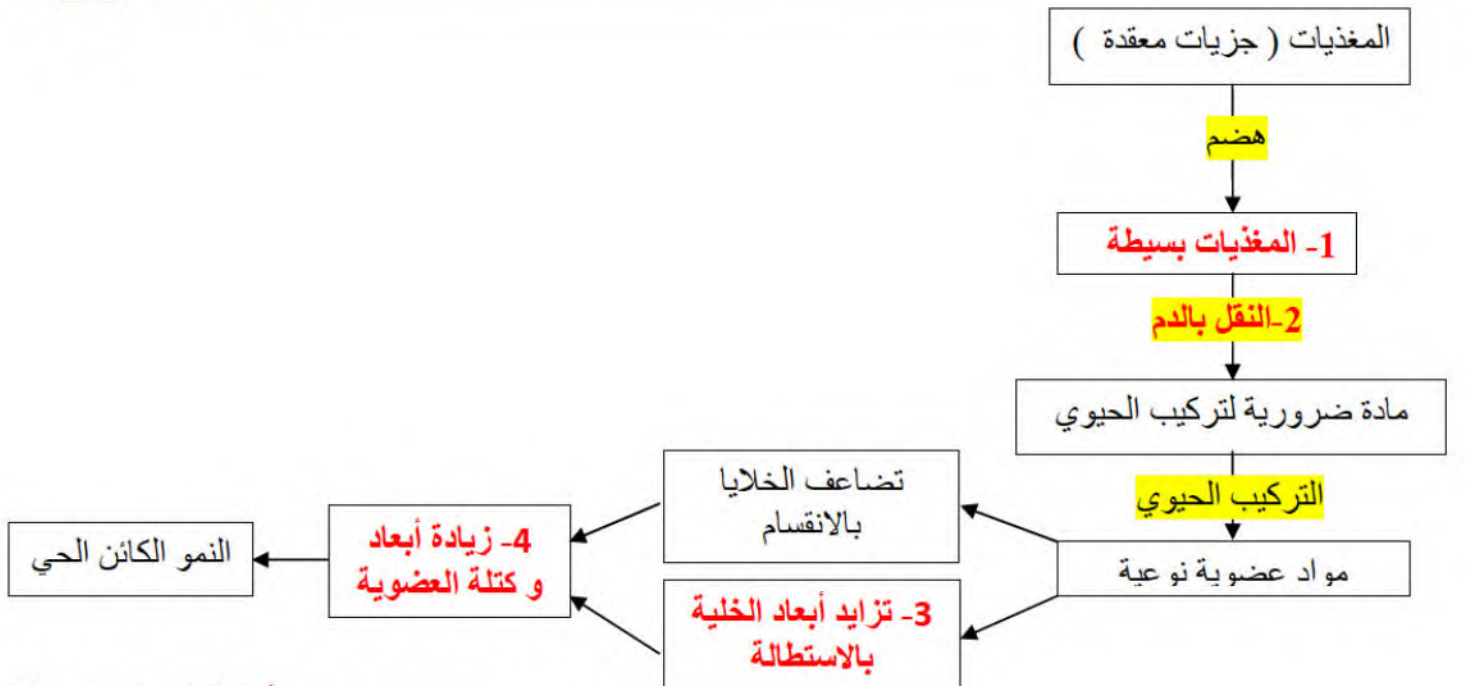 المغذيات ( جزيات معقدة )
هضم
1- المغذيات بسيطة
2-النقل بالدم
مادة ضرورية لتركيب الحيوي
التركيب الحيوي
مواد عضوية نوعية
تضاعف الخلايا
بالانقسام
3- تزايد أبعاد الخلية
بالاستطالة
4- زيادة أبعاد
و كتلة العضوية
النمو الكائن الحي